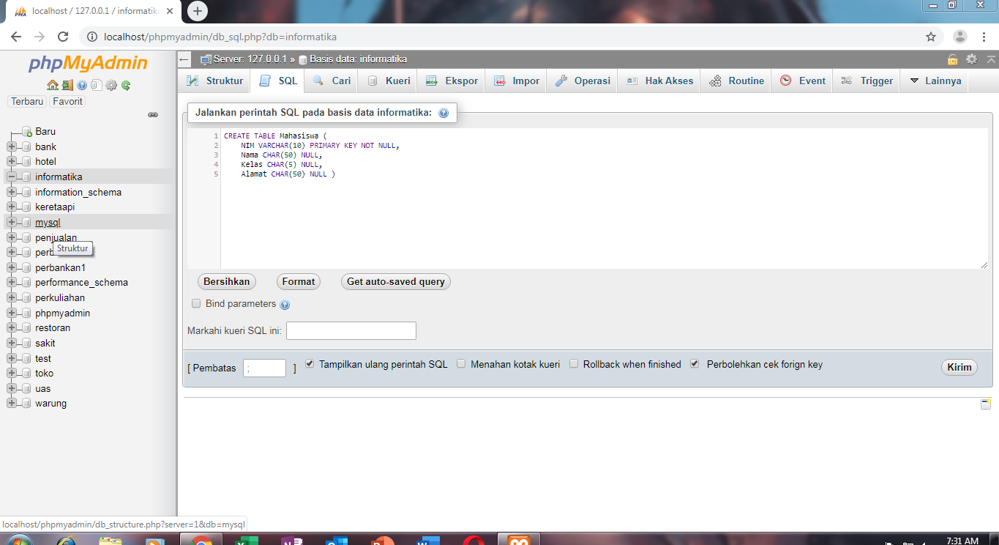 PMA
localhost / 127.0.0.1 / informatika
localhost/phpmyadmin/db_sql.php?db=informatika
phpMyAdmin
Terbaru
Favorit
Baru
bank
hotel
informatika
information_schema
keretaapi
mysql
penjualan
Struktur
perb
perbankan1
performance_schema
perkuliahan
phpmyadmin
restoran
sakit
test
toko
uas
warung
Server: 127.0.0.1 » Basis data: informatika
Struktur SQL Cari Kueri Ekspor Impor Operasi Hak Akses Routine Event Trigger Lainnya
Jalankan perintah SQL pada basis data informatika:
1 CREATE TABLE Mahasiswa (
2 NIM VARCHAR(10) PRIMARY KEY NOT NULL,
3 Nama CHAR(50) NULL,
4 Kelas CHAR(5) NULL,
5 Alamat CHAR(50) NULL )
Bersihkan Format Get auto-saved query
Bind parameters
Markahi kueri SQL ini:
[ Pembatas ; ] Tampilkan ulang perintah SQL Menahan kotak kueri Rollback when finished Perbolehkan cek forign key Kirim
localhost/phpmyadmin/db_structure.php?server=1&db=mysql
7:31 AM